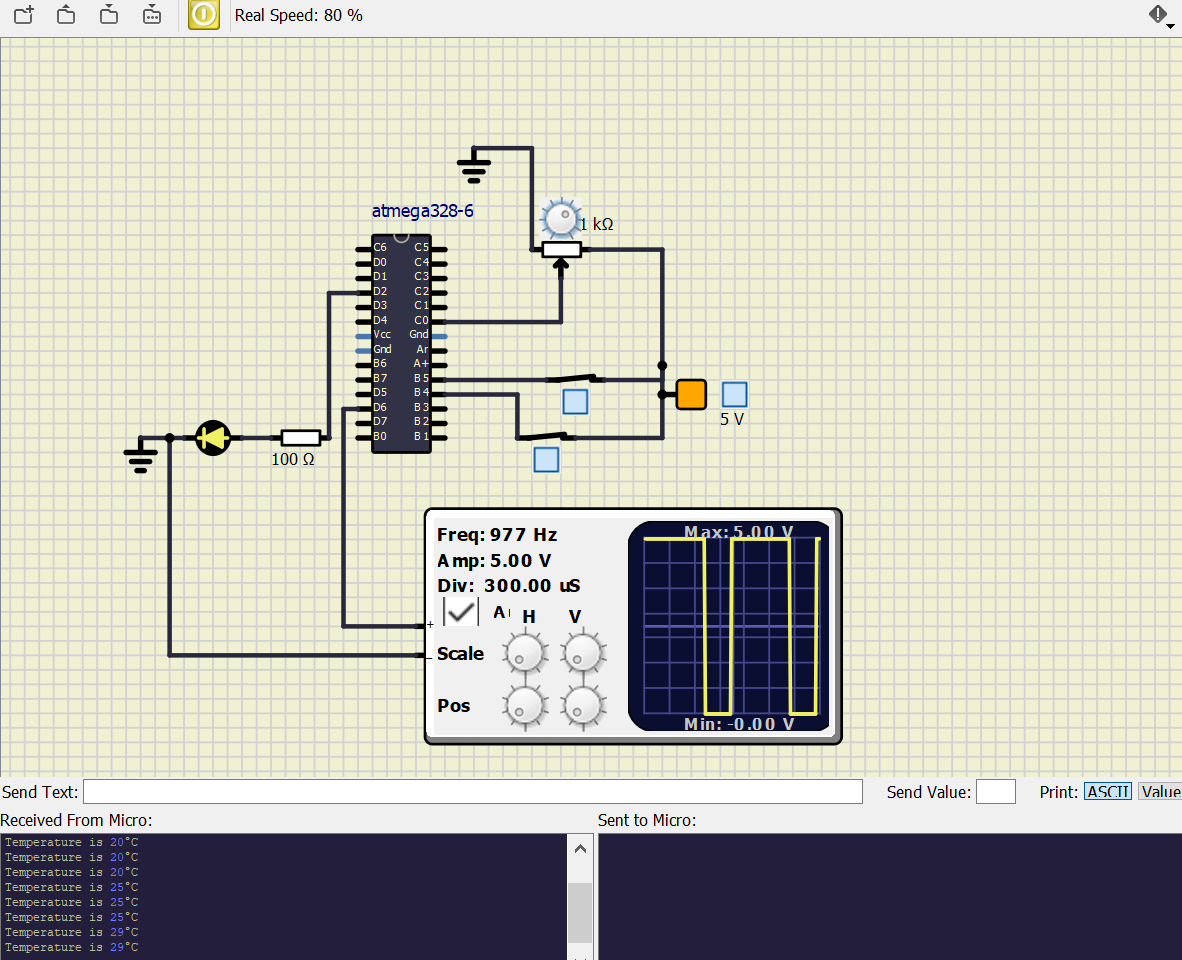 Real Speed: 80 %
atmega328-6
1 kΩ
C6 C5
D0 C4
D1 C3
D2 C2
D3 C1
D4 C0
Vcc Gnd
Gnd Ar
B6 A+
B7 B5
D5 B4
D6 B3
D7 B2
B0 B1
5 V
100 Ω
Freq: 977 Hz
Amp: 5.00 V
Div: 300.00 uS
H V
+
Scale
-
Pos
Max: 5.00 V
Min: -0.00 V
Send Text: Send Value: Print: ASCII Value
Received From Micro: Sent to Micro:
Temperature is 20°C
Temperature is 20°C
Temperature is 20°C
Temperature is 25°C
Temperature is 25°C
Temperature is 25°C
Temperature is 29°C
Temperature is 29°C